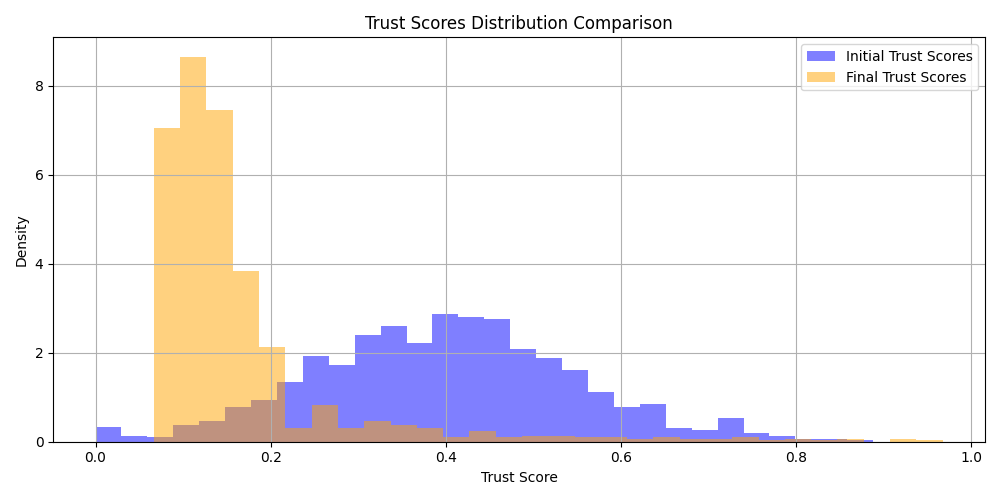 Trust Scores Distribution Comparison
Initial Trust Scores
Final Trust Scores
Density
8
6
4
2
0
0.0 0.2 0.4 0.6 0.8 1.0
Trust Score